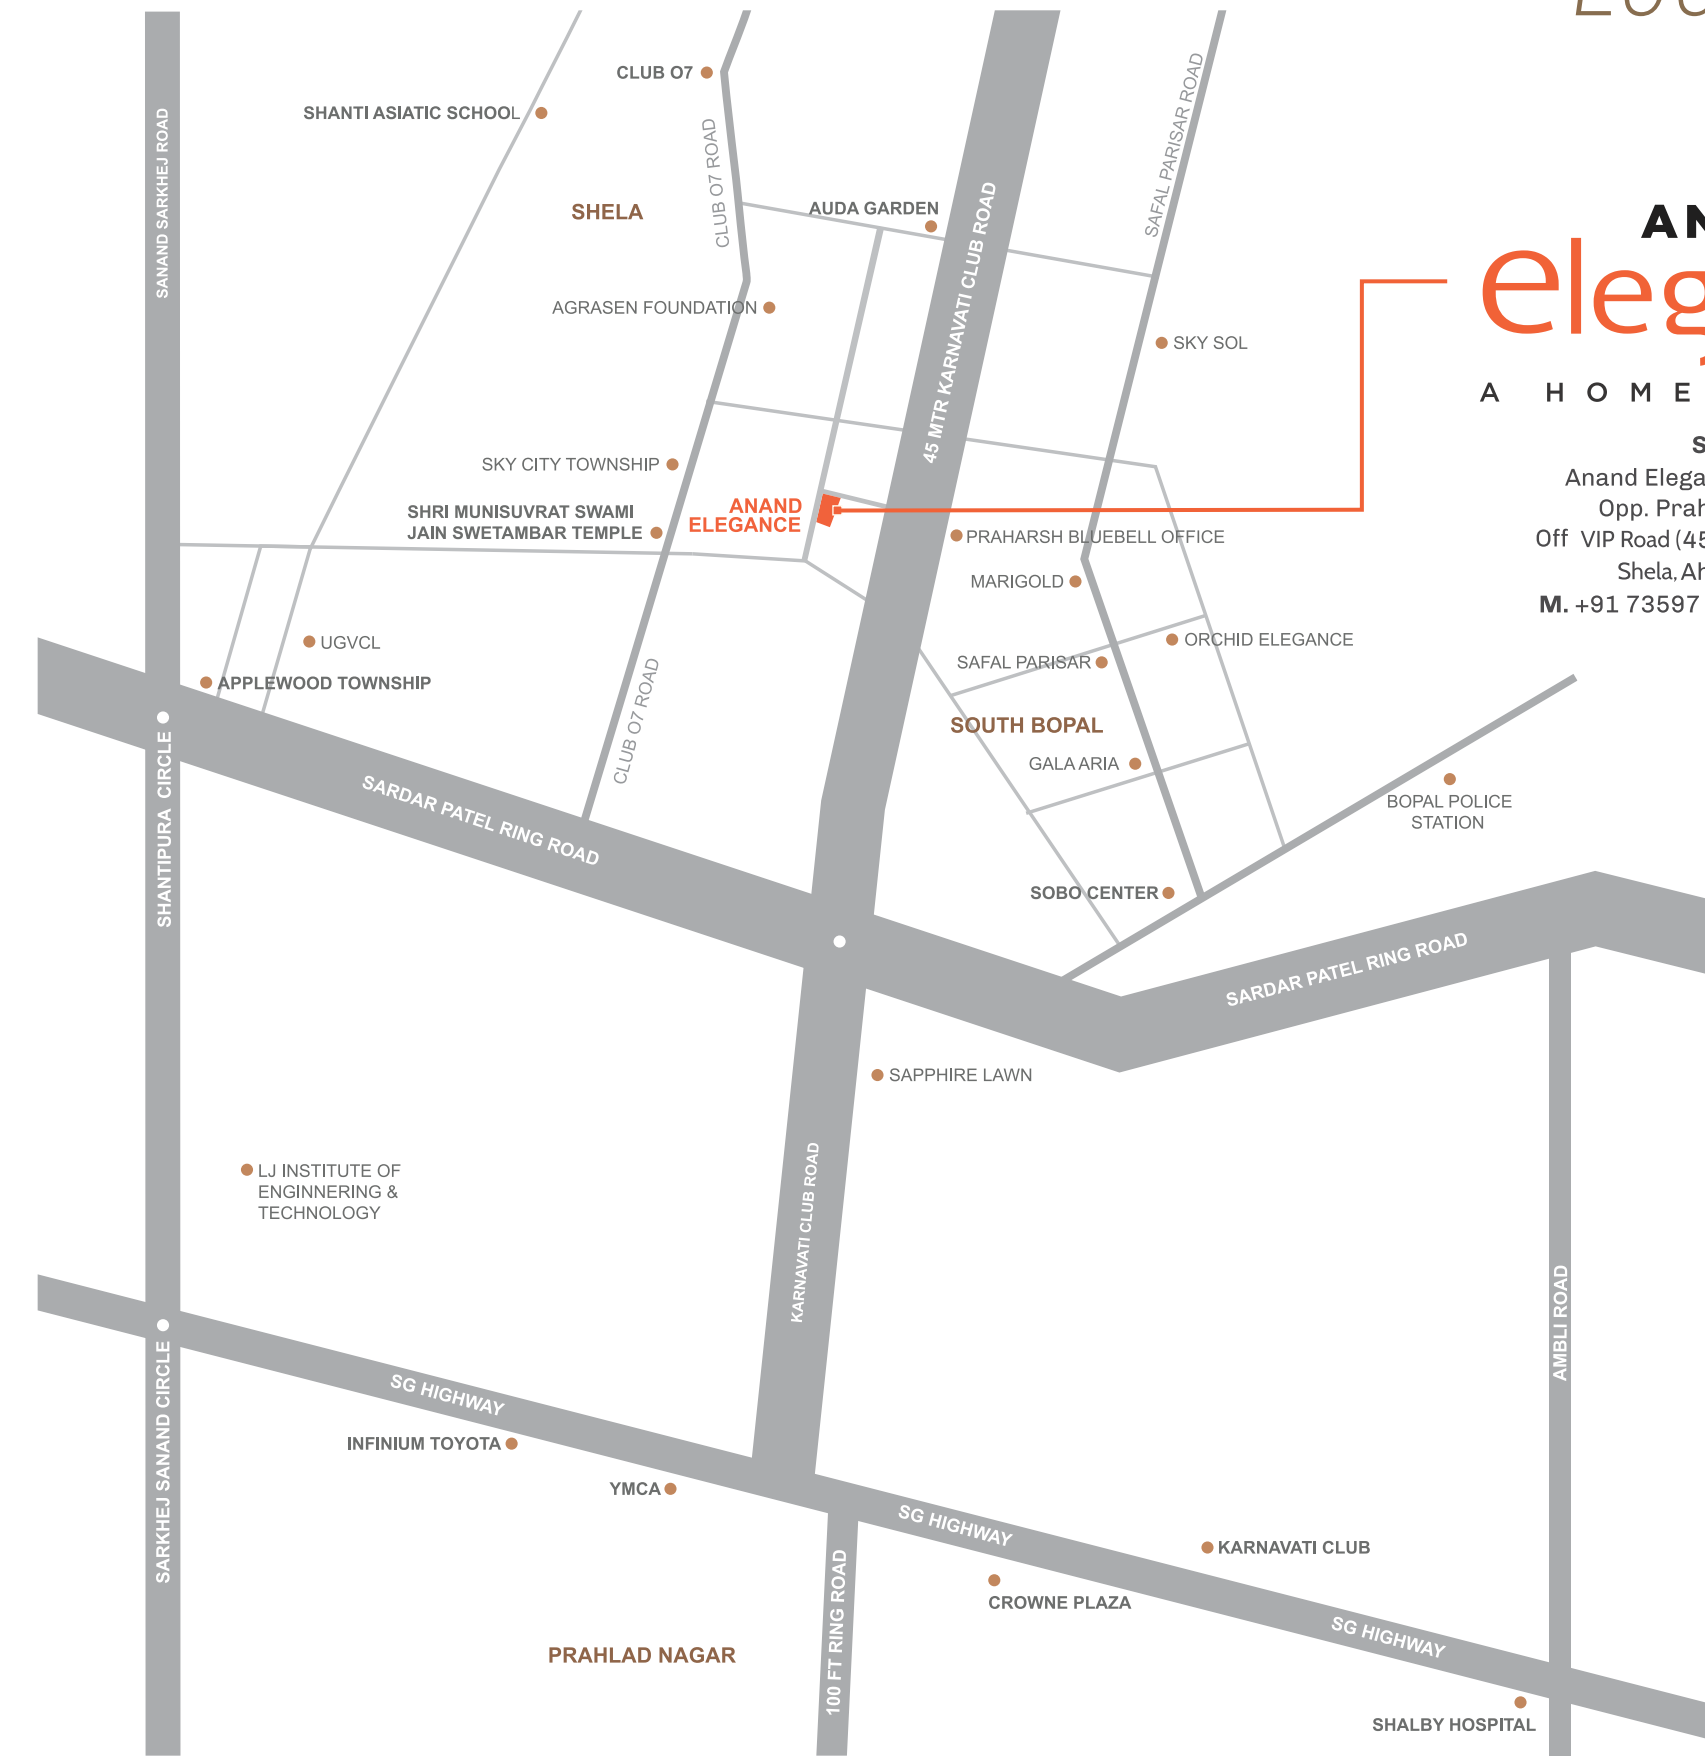 CLUB O7
SHANTI ASIATIC SCHOOL
SANAND SARKHEJ ROAD
CLUB O7 ROAD
SAFAL PARISAR ROAD
SHELA
AUDA GARDEN
45 MTR KARNAVATI CLUB ROAD
AGRASEN FOUNDATION
SKY SOL
A HOME
SKY CITY TOWNSHIP
SHRI MUNISUVRAT SWAMI
JAIN SWETAMBAR TEMPLE
ANAND
ELEGANCE
PRAHARSH BLUEBELL OFFICE
MARIGOLD
Anand Elega
Opp. Prah
Off VIP Road (45
Shela, Ah
M. +91 73597
UGVCL
APPLEWOOD TOWNSHIP
ORCHID ELEGANCE
SAFAL PARISAR
CLUB O7 ROAD
SOUTH BOPAL
GALA ARIA
BOPAL POLICE
STATION
SHANTIPURA CIRCLE
SARDAR PATEL RING ROAD
SOBO CENTER
SARDAR PATEL RING ROAD
SAPPHIRE LAWN
LJ INSTITUTE OF
ENGINNERING &
TECHNOLOGY
KARNAVATI CLUB ROAD
AMBLI ROAD
SARKHEJ SANAND CIRCLE
SG HIGHWAY
INFINIUM TOYOTA
YMCA
SG HIGHWAY
KARNAVATI CLUB
CROWNE PLAZA
100 FT RING ROAD
PRAHLAD NAGAR
SG HIGHWAY
SHALBY HOSPITAL